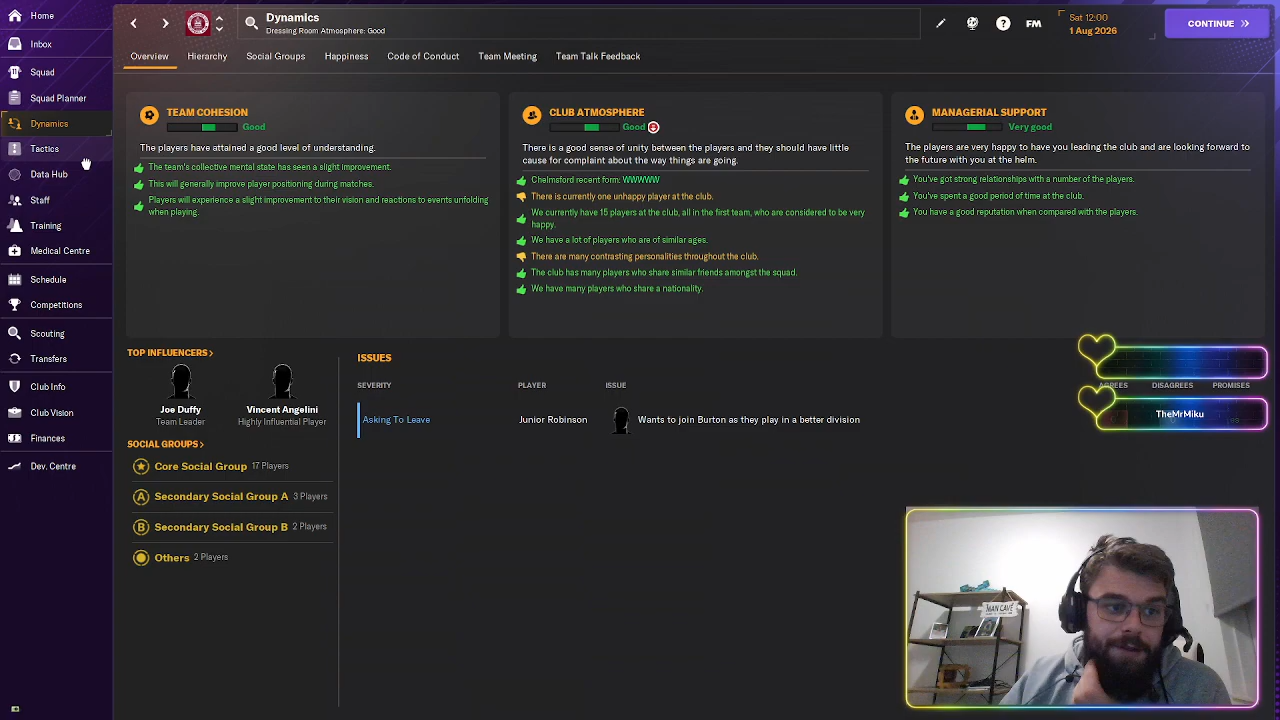 Home
Inbox
Squad
Squad Planner
Dynamics
Tactics
Data Hub
Staff
Training
Medical Centre
Schedule
Competitions
Scouting
Transfers
Club Info
Club Vision
Finances
Dev. Centre
Dynamics
Dressing Room Atmosphere: Good
FM
Sat 12:00
1 Aug 2026
CONTINUE
Overview
Hierarchy
Social Groups
Happiness
Code of Conduct
Team Meeting
Team Talk Feedback
TEAM COHESION
Good
The players have attained a good level of understanding.
The team's collective mental state has seen a slight improvement.
This will generally improve player positioning during matches.
Players will experience a slight improvement to their vision and reactions to events unfolding
when playing.
CLUB ATMOSPHERE
Good
There is a good sense of unity between the players and they should have little
cause for complaint about the way things are going.
Chelmsford recent form: WWWWW
There is currently one unhappy player at the club.
We currently have 15 players at the club, all in the first team, who are considered to be very
happy.
We have a lot of players who are of similar ages.
There are many contrasting personalities throughout the club.
The club has many players who share similar friends amongst the squad.
We have many players who share a nationality.
MANAGERIAL SUPPORT
Very good
The players are very happy to have you leading the club and are looking forward to
the future with you at the helm.
You've got strong relationships with a number of the players.
You've spent a good period of time at the club.
You have a good reputation when compared with the players.
TOP INFLUENCERS >
Joe Duffy
Team Leader
Vincent Angelini
Highly Influential Player
SOCIAL GROUPS >
Core Social Group 17 Players
A Secondary Social Group A 3 Players
B Secondary Social Group B 2 Players
Others 2 Players
ISSUES
SEVERITY PLAYER ISSUE AGREES DISAGREES PROMISES
Asking To Leave Junior Robinson Wants to join Burton as they play in a better division
TheMrMiku
MAN CAVE